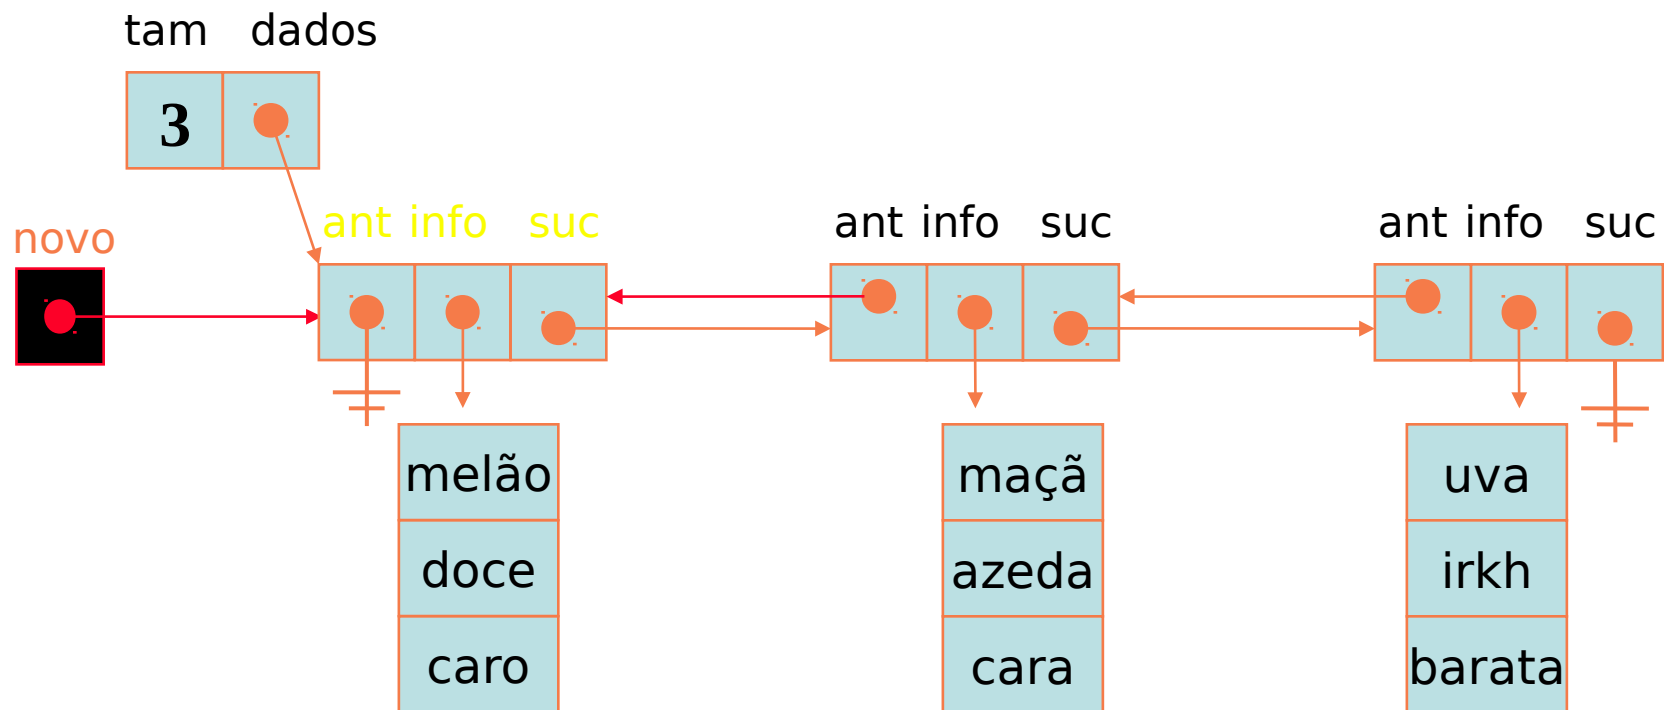 tam dados
3
novo
ant info suc
ant info suc
ant info suc
melão
doce
caro
maçã
azeda
cara
uva
irkh
barata